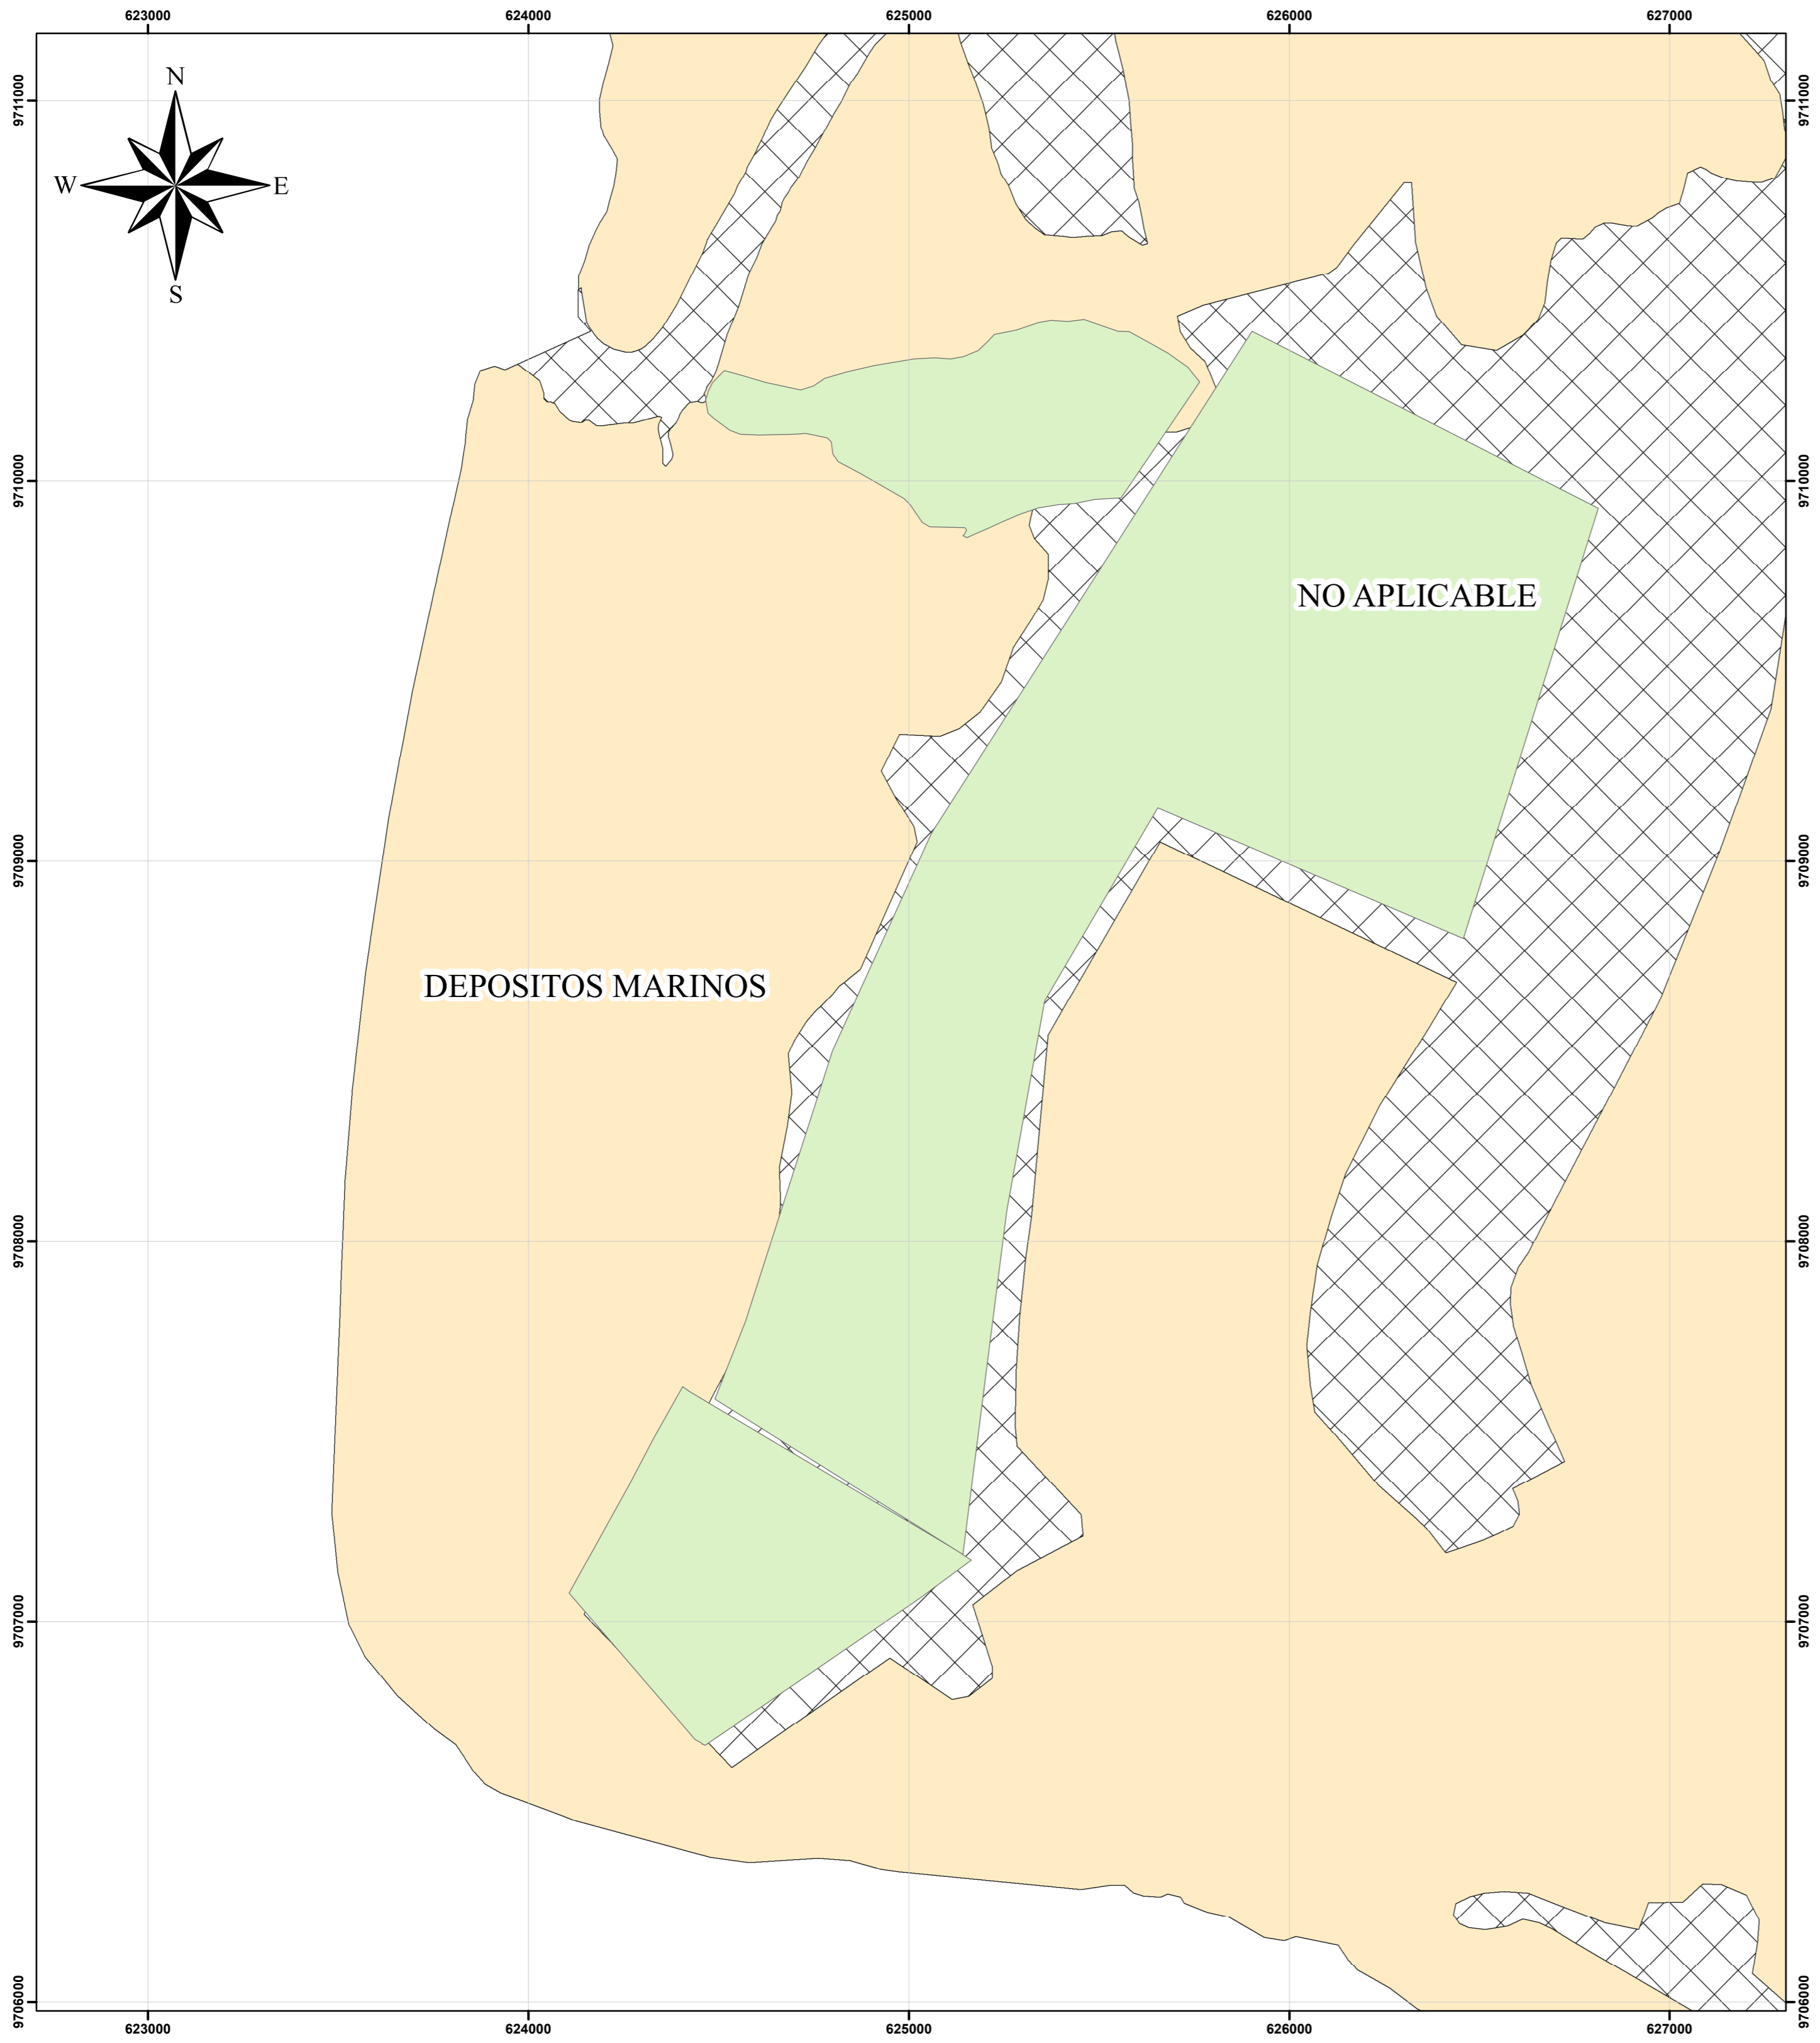 623000 624000 625000 626000 627000
N
W E
S
9711000 9711000
9710000 9710000
NO APLICABLE
9709000 9709000
DEPOSITOS MARINOS
9708000 9708000
9707000 9707000
9706000 9706000
623000 624000 625000 626000 627000